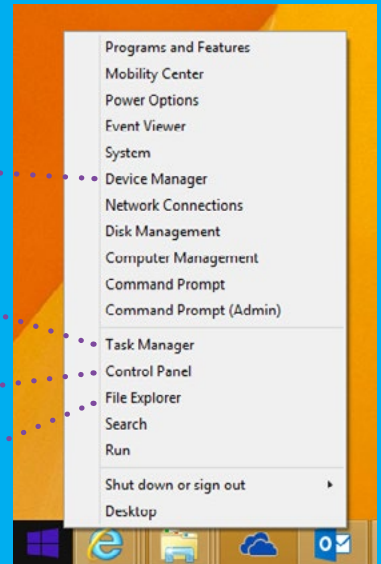 Programs and Features
Mobility Center
Power Options
Event Viewer
System
Device Manager
Network Connections
Disk Management
Computer Management
Command Prompt
Command Prompt (Admin)
Task Manager
Control Panel
File Explorer
Search
Run
Shut down or sign out
Desktop